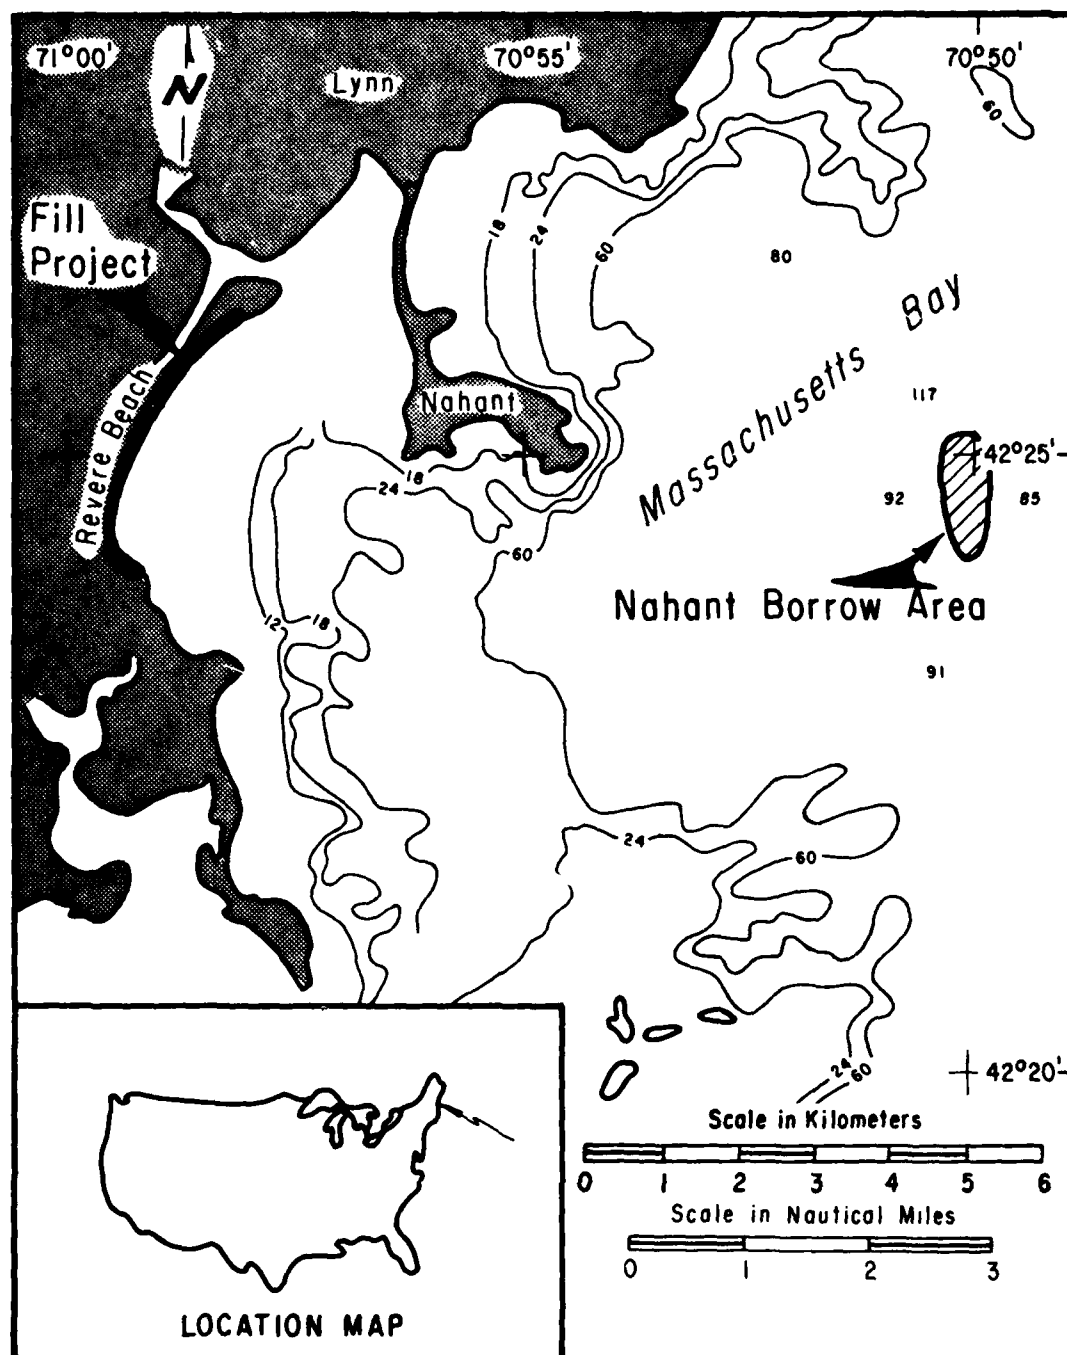 71°00'
70°55'
70°50'
N
Lynn
60
Fill
Project
18
24
60
80
Massachusetts Bay
Revere Beach
Nahant
117
42°25'
18
24
92
85
60
Nahant Borrow Area
12
18
91
24
60
24
60
42°20'
Scale in Kilometers
0 1 2 3 4 5 6
Scale in Nautical Miles
0 1 2 3
LOCATION MAP